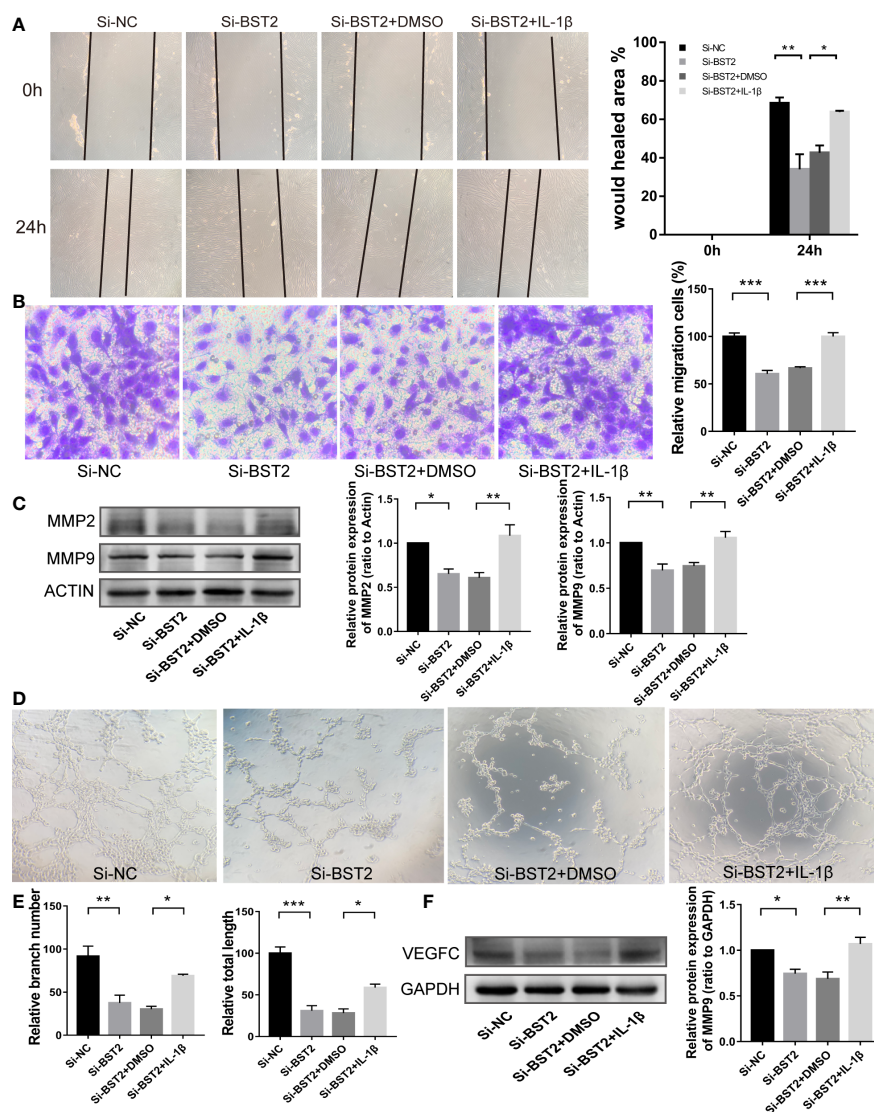 A
Si-NC
Si-BST2
Si-BST2+DMSO
Si-BST2+IL-1β
0h
24h
would healed area %
100
80
60
40
20
0
Si-NC
Si-BST2
Si-BST2+DMSO
Si-BST2+IL-1β
**
*
0h
24h
B
Si-NC
Si-BST2
Si-BST2+DMSO
Si-BST2+IL-1β
Relative migration cells (%)
150
100
50
0
***
***
Si-NC
Si-BST2
Si-BST2+DMSO
Si-BST2+IL-1β
C
MMP2
MMP9
ACTIN
Si-NC
Si-BST2
Si-BST2+DMSO
Si-BST2+IL-1β
Relative protein expression
of MMP2 (ratio to Actin)
1.5
1.0
0.5
0.0
*
**
Si-NC
Si-BST2
Si-BST2+DMSO
Si-BST2+IL-1β
Relative protein expression
of MMP9 (ratio to Actin)
1.5
1.0
0.5
0.0
**
**
Si-NC
Si-BST2
Si-BST2+DMSO
Si-BST2+IL-1β
D
Si-NC
Si-BST2
Si-BST2+DMSO
Si-BST2+IL-1β
E
Relative branch number
150
100
50
0
**
*
Si-NC
Si-BST2
Si-BST2+DMSO
Si-BST2+IL-1β
Relative total length
150
100
50
0
***
*
Si-NC
Si-BST2
Si-BST2+DMSO
Si-BST2+IL-1β
F
VEGFC
GAPDH
Si-NC
Si-BST2
Si-BST2+DMSO
Si-BST2+IL-1β
Relative protein expression
of MMP9 (ratio to GAPDH)
1.5
1.0
0.5
0.0
*
**
Si-NC
Si-BST2
Si-BST2+DMSO
Si-BST2+IL-1β